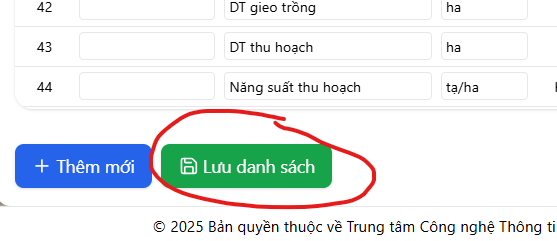 42 DT gieo trồng ha
43 DT thu hoạch ha
44 Năng suất thu hoạch tạ/ha
Thêm mới Lưu danh sách
© 2025 Bản quyền thuộc về Trung tâm Công nghệ Thông ti